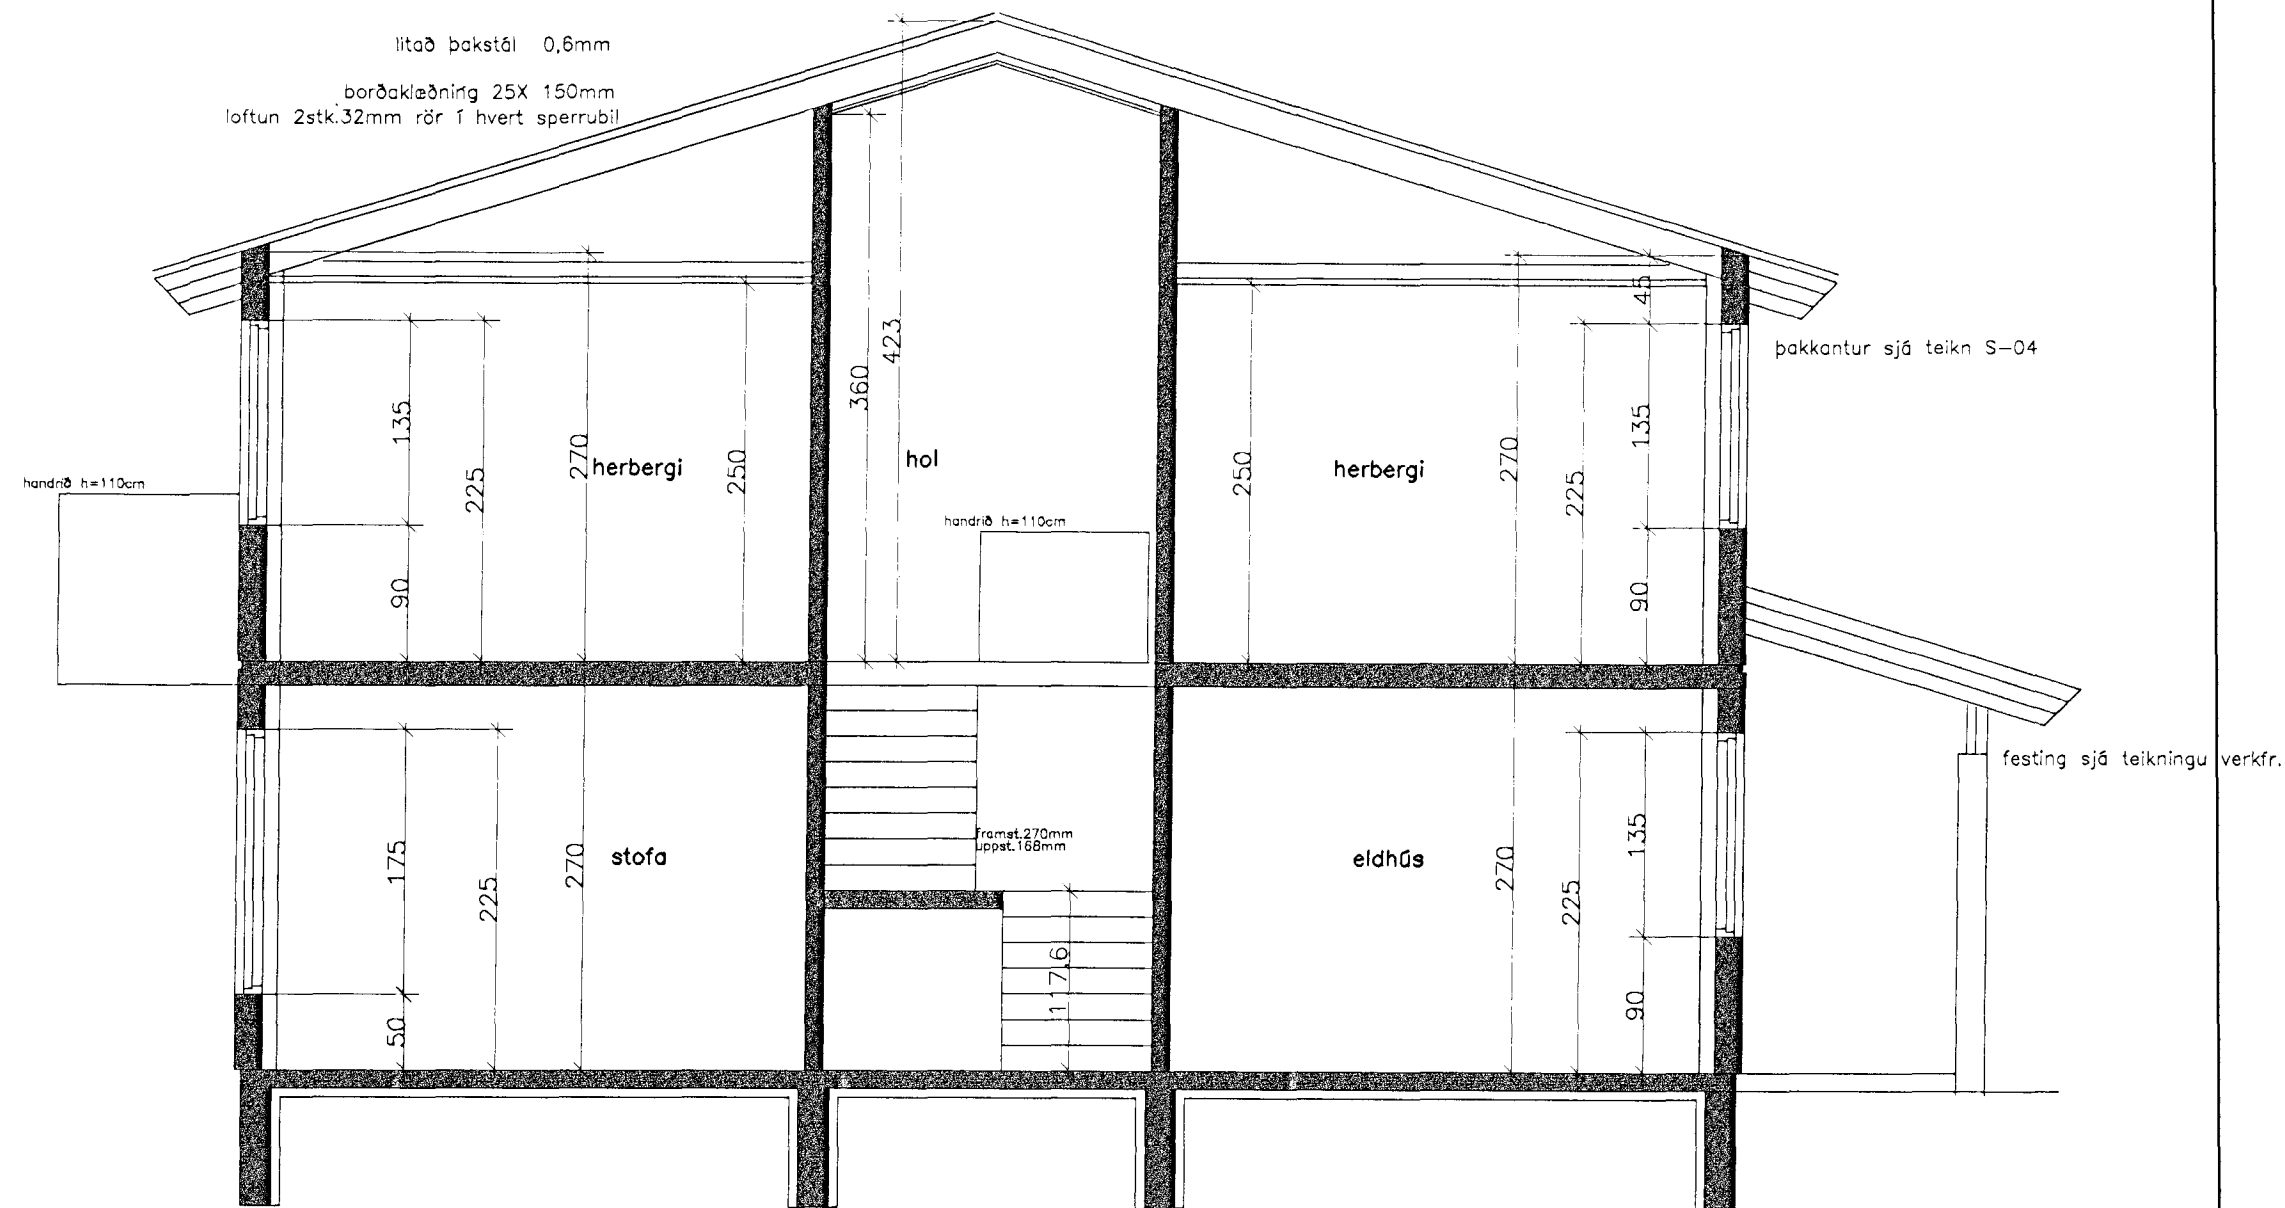 litað þakstál 0,6mm
borðaklæðning 25X 150mm
loftun 2stk.32mm rör í hvert sperrubil
423
360
45
þakkantur sjá teikn S-04
135
225
270
herbergi
250
hol
250
herbergi
270
225
135
handrið h=110cm
handrið h=110cm
90
90
festing sjá teikningu verkfr.
framst.270mm
uppst.168mm
175
225
270
stofa
eldhús
270
225
135
117,6
50
90